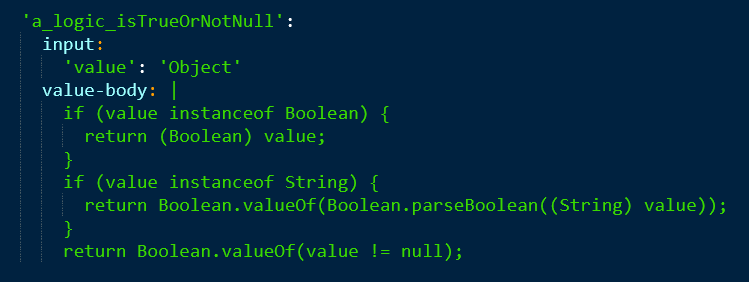 'a_logic_isTrueOrNotNull':
  input:
    'value': 'Object'
  value-body: |
    if (value instanceof Boolean) {
      return (Boolean) value;
    }
    if (value instanceof String) {
      return Boolean.valueOf(Boolean.parseBoolean((String) value));
    }
    return Boolean.valueOf(value != null);